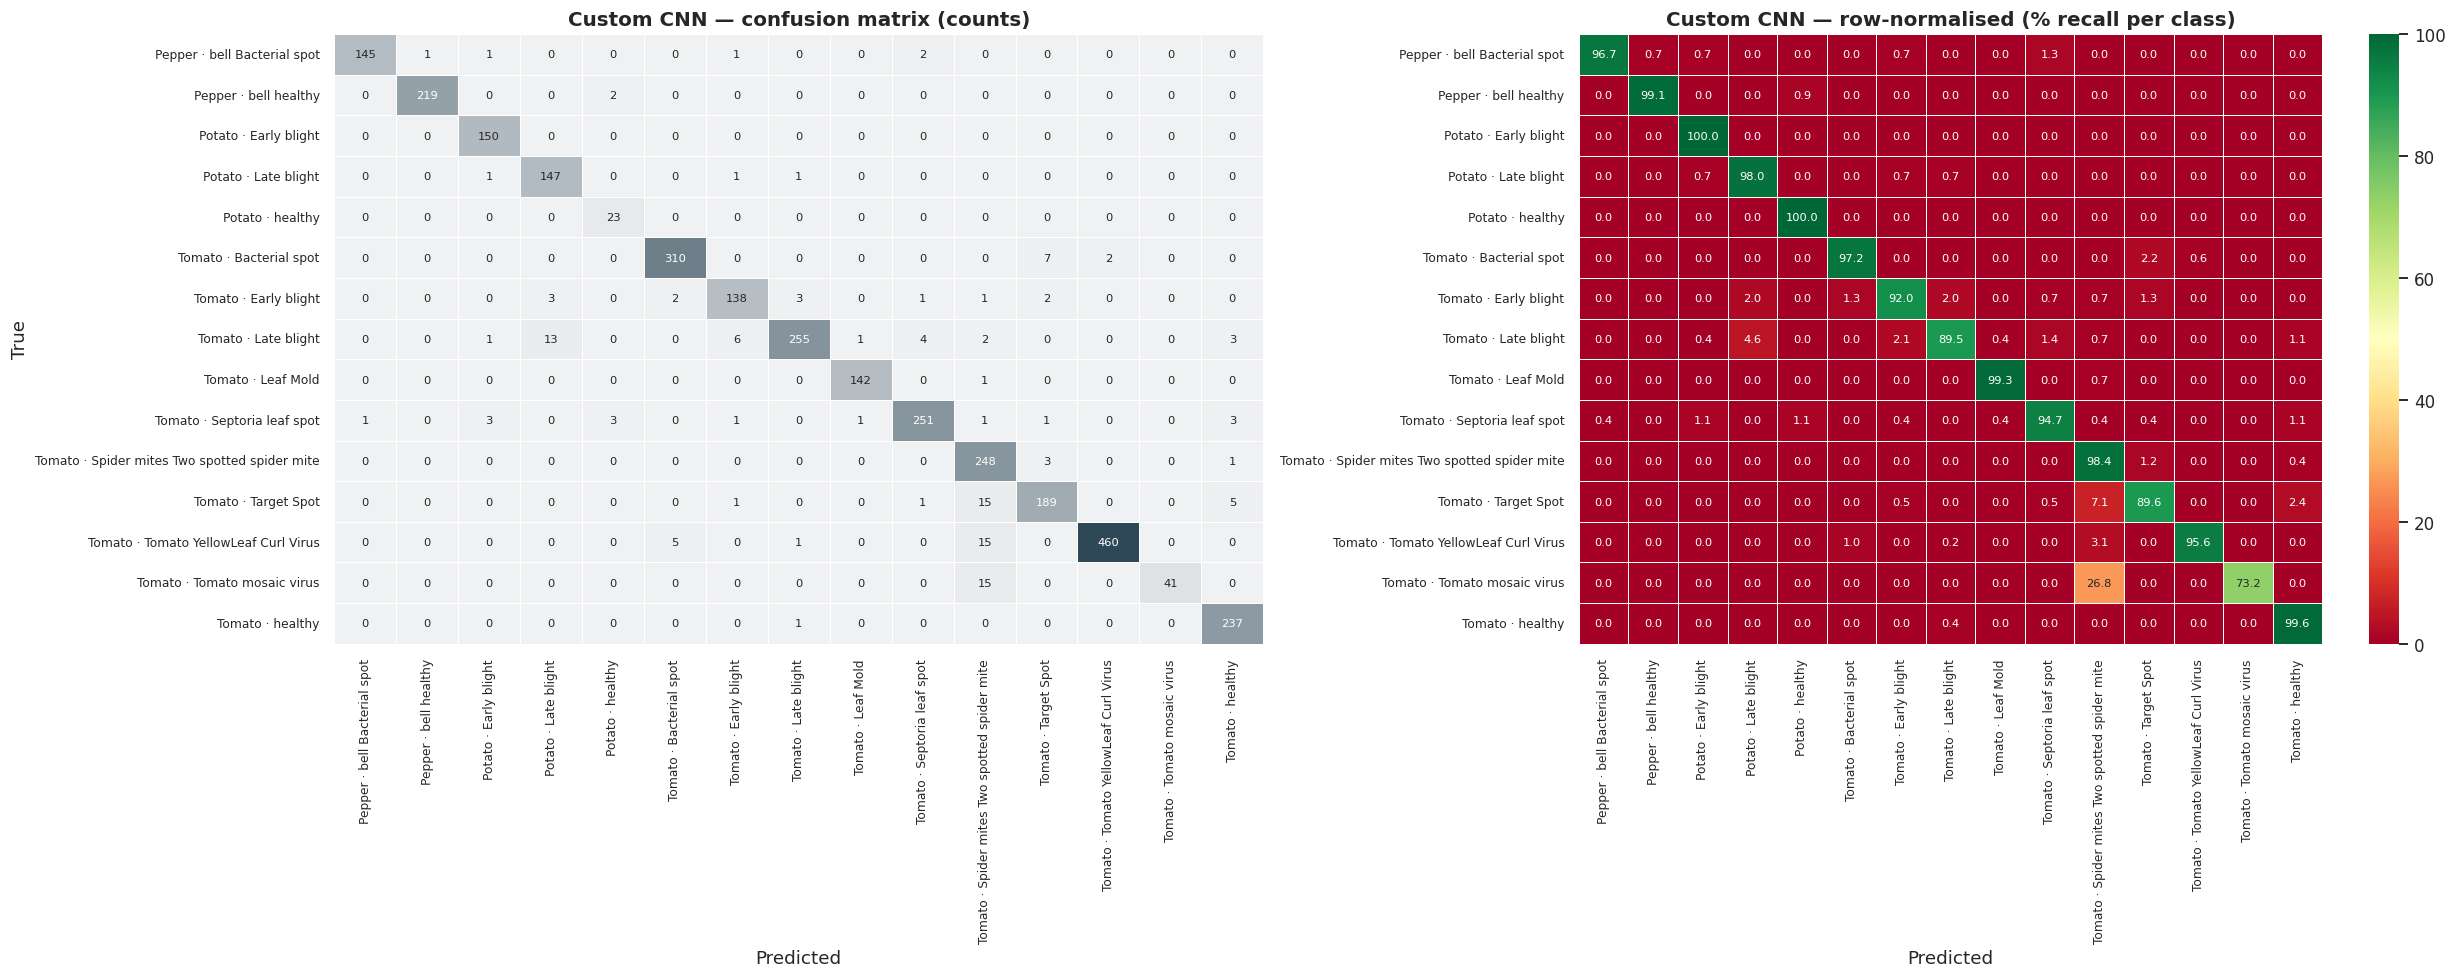 Custom CNN — confusion matrix (counts)
True
Pepper · bell Bacterial spot 145 1 1 0 0 0 1 0 0 2 0 0 0 0 0
Pepper · bell healthy 0 219 0 0 2 0 0 0 0 0 0 0 0 0 0
Potato · Early blight 0 0 150 0 0 0 0 0 0 0 0 0 0 0 0
Potato · Late blight 0 0 1 147 0 0 1 1 0 0 0 0 0 0 0
Potato · healthy 0 0 0 0 23 0 0 0 0 0 0 0 0 0 0
Tomato · Bacterial spot 0 0 0 0 0 310 0 0 0 0 0 7 2 0 0
Tomato · Early blight 0 0 0 3 0 2 138 3 0 1 1 2 0 0 0
Tomato · Late blight 0 0 1 13 0 0 6 255 1 4 2 0 0 0 3
Tomato · Leaf Mold 0 0 0 0 0 0 0 0 142 0 1 0 0 0 0
Tomato · Septoria leaf spot 1 0 3 0 3 0 1 0 1 251 1 1 0 0 3
Tomato · Spider mites Two spotted spider mite 0 0 0 0 0 0 0 0 0 0 248 3 0 0 1
Tomato · Target Spot 0 0 0 0 0 0 1 0 0 1 15 189 0 0 5
Tomato · Tomato YellowLeaf Curl Virus 0 0 0 0 0 5 0 1 0 0 15 0 460 0 0
Tomato · Tomato mosaic virus 0 0 0 0 0 0 0 0 0 0 15 0 0 41 0
Tomato · healthy 0 0 0 0 0 0 0 1 0 0 0 0 0 0 237
Pepper · bell Bacterial spot
Pepper · bell healthy
Potato · Early blight
Potato · Late blight
Potato · healthy
Tomato · Bacterial spot
Tomato · Early blight
Tomato · Late blight
Tomato · Leaf Mold
Tomato · Septoria leaf spot
Tomato · Spider mites Two spotted spider mite
Tomato · Target Spot
Tomato · Tomato YellowLeaf Curl Virus
Tomato · Tomato mosaic virus
Tomato · healthy
Predicted
Custom CNN — row-normalised (% recall per class)
Pepper · bell Bacterial spot 96.7 0.7 0.7 0.0 0.0 0.0 0.7 0.0 0.0 1.3 0.0 0.0 0.0 0.0 0.0
Pepper · bell healthy 0.0 99.1 0.0 0.0 0.9 0.0 0.0 0.0 0.0 0.0 0.0 0.0 0.0 0.0 0.0
Potato · Early blight 0.0 0.0 100.0 0.0 0.0 0.0 0.0 0.0 0.0 0.0 0.0 0.0 0.0 0.0 0.0
Potato · Late blight 0.0 0.0 0.7 98.0 0.0 0.0 0.7 0.7 0.0 0.0 0.0 0.0 0.0 0.0 0.0
Potato · healthy 0.0 0.0 0.0 0.0 100.0 0.0 0.0 0.0 0.0 0.0 0.0 0.0 0.0 0.0 0.0
Tomato · Bacterial spot 0.0 0.0 0.0 0.0 0.0 97.2 0.0 0.0 0.0 0.0 0.0 2.2 0.6 0.0 0.0
Tomato · Early blight 0.0 0.0 0.0 2.0 0.0 1.3 92.0 2.0 0.0 0.7 0.7 1.3 0.0 0.0 0.0
Tomato · Late blight 0.0 0.0 0.4 4.6 0.0 0.0 2.1 89.5 0.4 1.4 0.7 0.0 0.0 0.0 1.1
Tomato · Leaf Mold 0.0 0.0 0.0 0.0 0.0 0.0 0.0 0.0 99.3 0.0 0.7 0.0 0.0 0.0 0.0
Tomato · Septoria leaf spot 0.4 0.0 1.1 0.0 1.1 0.0 0.4 0.0 0.4 94.7 0.4 0.4 0.0 0.0 1.1
Tomato · Spider mites Two spotted spider mite 0.0 0.0 0.0 0.0 0.0 0.0 0.0 0.0 0.0 0.0 98.4 1.2 0.0 0.0 0.4
Tomato · Target Spot 0.0 0.0 0.0 0.0 0.0 0.0 0.5 0.0 0.0 0.5 7.1 89.6 0.0 0.0 2.4
Tomato · Tomato YellowLeaf Curl Virus 0.0 0.0 0.0 0.0 0.0 1.0 0.0 0.2 0.0 0.0 3.1 0.0 95.6 0.0 0.0
Tomato · Tomato mosaic virus 0.0 0.0 0.0 0.0 0.0 0.0 0.0 0.0 0.0 0.0 26.8 0.0 0.0 73.2 0.0
Tomato · healthy 0.0 0.0 0.0 0.0 0.0 0.0 0.0 0.4 0.0 0.0 0.0 0.0 0.0 0.0 99.6
Pepper · bell Bacterial spot
Pepper · bell healthy
Potato · Early blight
Potato · Late blight
Potato · healthy
Tomato · Bacterial spot
Tomato · Early blight
Tomato · Late blight
Tomato · Leaf Mold
Tomato · Septoria leaf spot
Tomato · Spider mites Two spotted spider mite
Tomato · Target Spot
Tomato · Tomato YellowLeaf Curl Virus
Tomato · Tomato mosaic virus
Tomato · healthy
Predicted
100
80
60
40
20
0